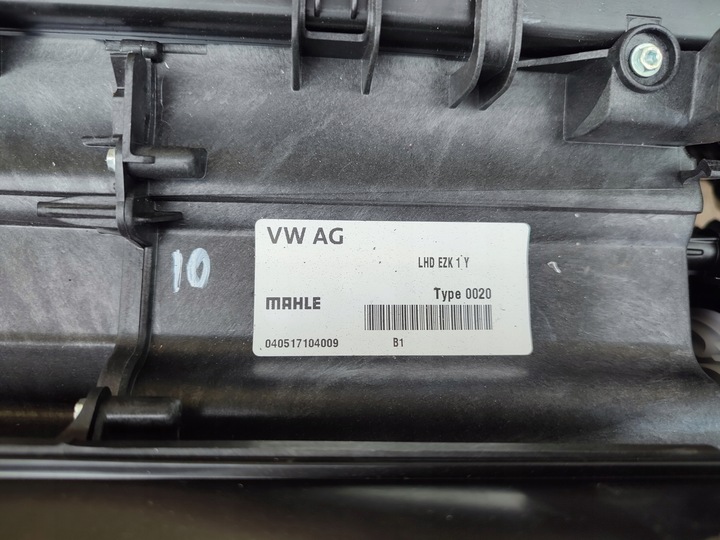 VW AG
LHD EZK 1 Y
10
MAHLE
Type 0020
040517104009
B1